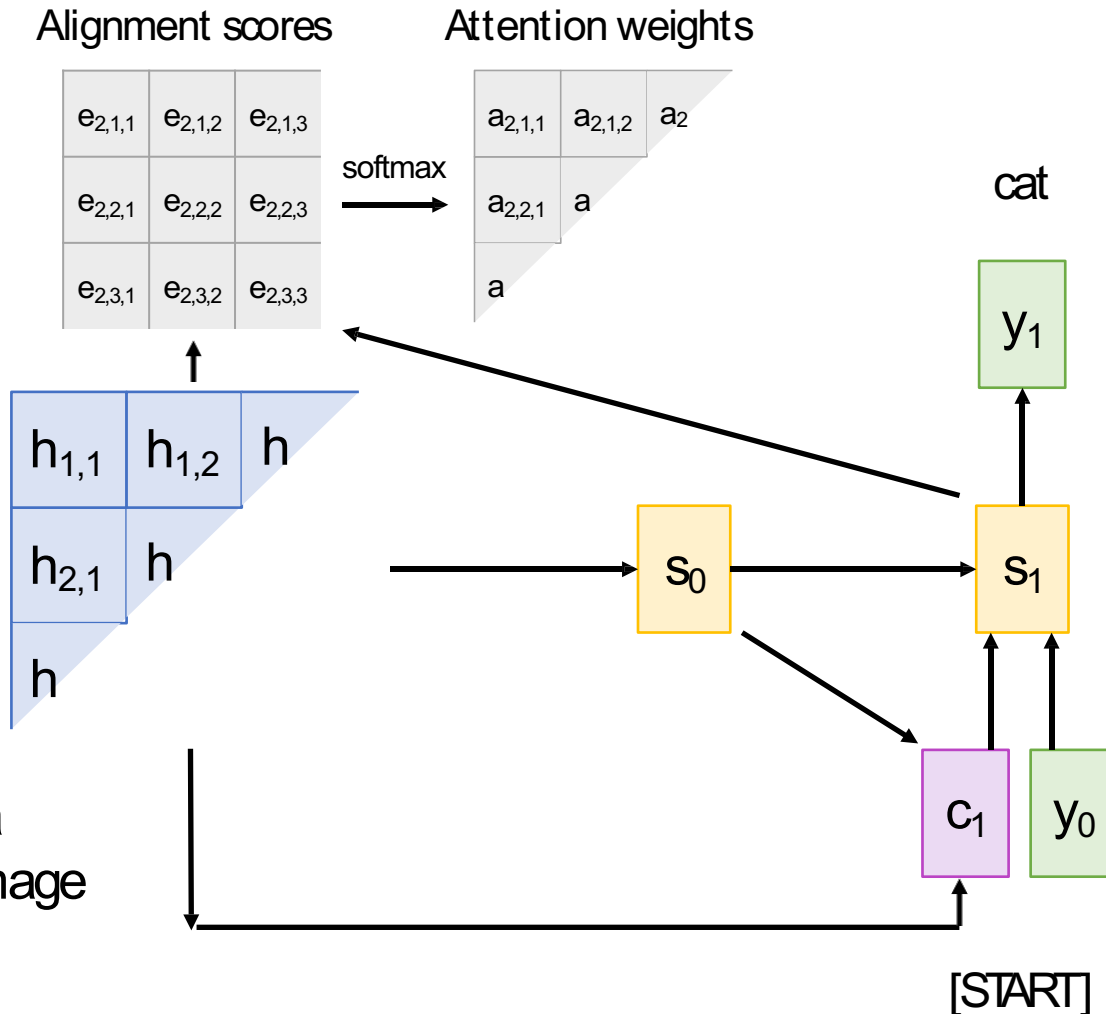 Alignment scores
Attention weights
e2,1,1 e2,1,2 e2,1,3
a2,1,1 a2,1,2 a2
softmax
cat
e2,2,1 e2,2,2 e2,2,3
a2,2,1 a
e2,3,1 e2,3,2 e2,3,3
a
y1
h1,1 h1,2 h
h2,1 h
s0
s1
h
c1
y0
[START]